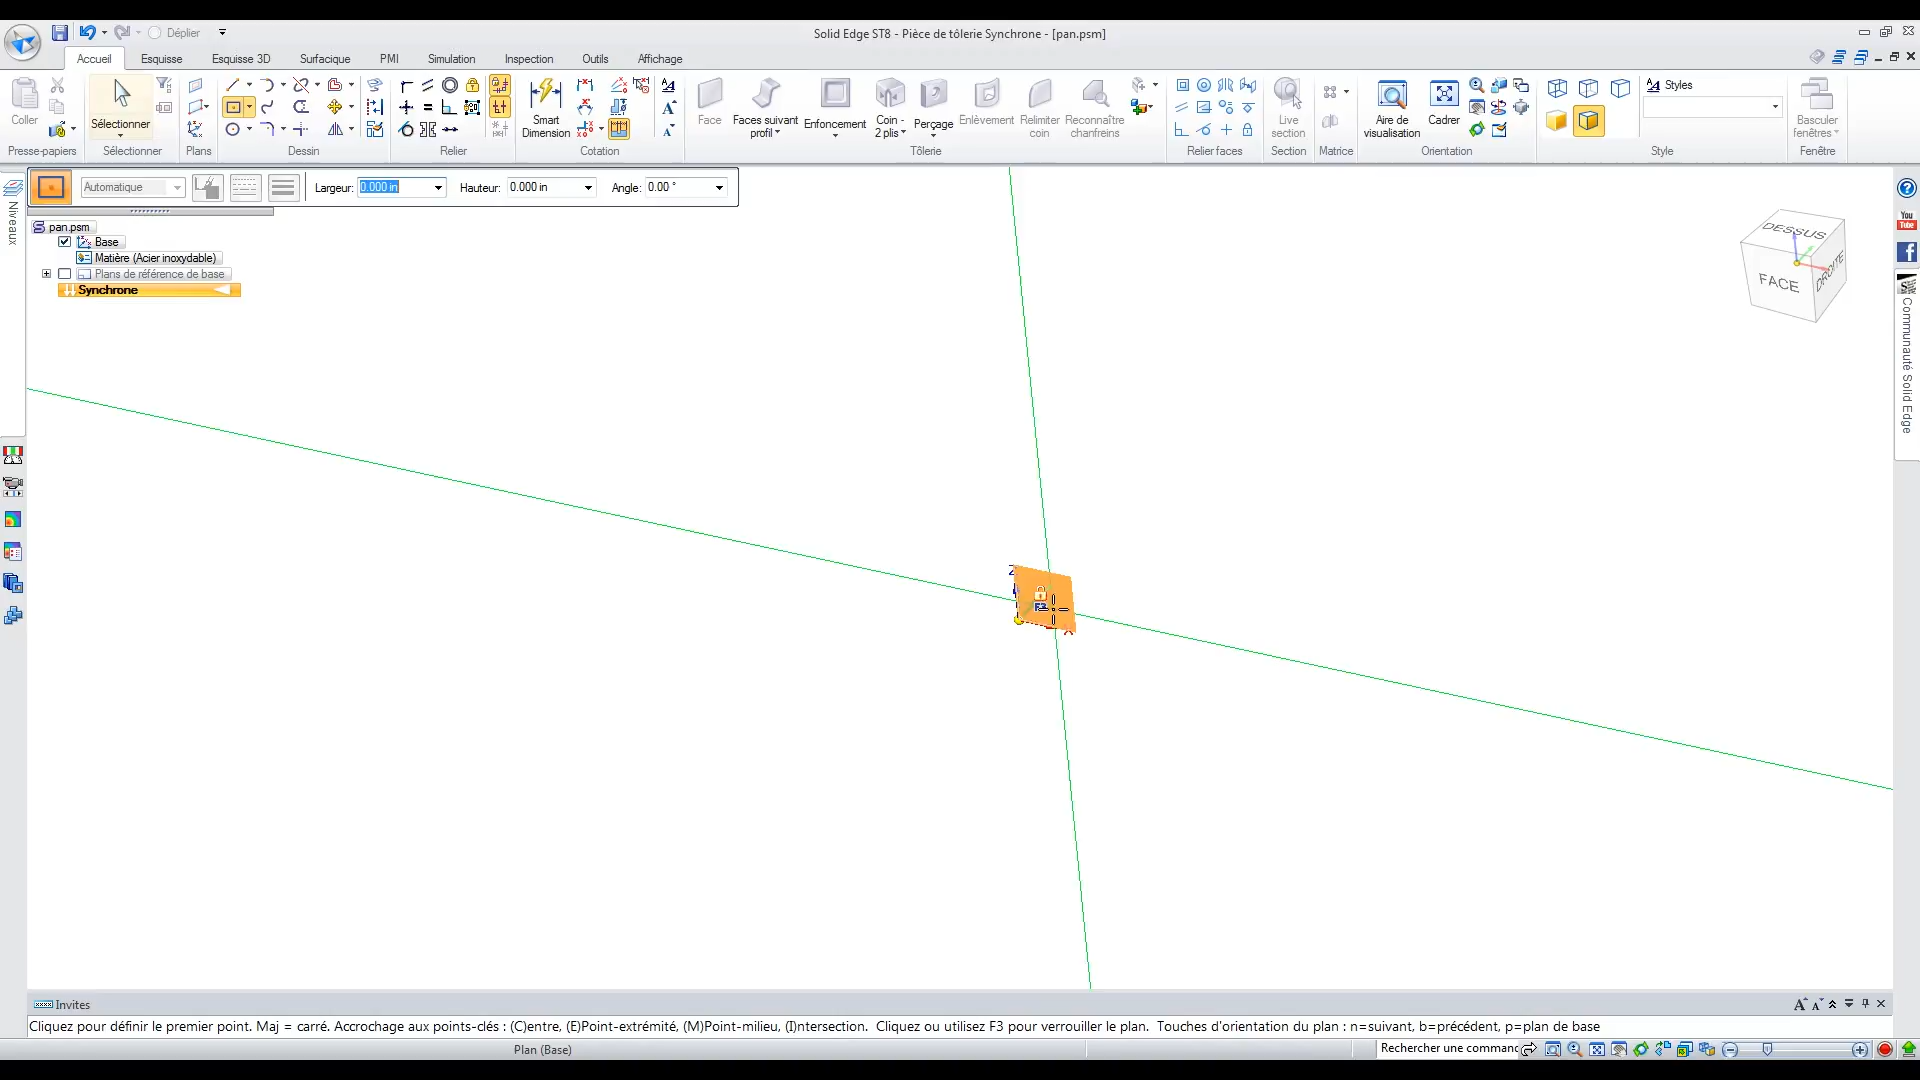 Déplier
Solid Edge ST8 - Pièce de tôlerie Synchrone - [pan.psm]
Accueil
Esquisse
Esquisse 3D
Surfacique
PMI
Simulation
Inspection
Outils
Affichage
Coller
Sélectionner
Smart
Dimension
Face
Faces suivant
profil
Enfoncement
Coin -
2 plis
Perçage
Enlèvement
Relimiter
coin
Reconnaître
chanfreins
Live
section
Aire de
visualisation
Cadrer
Styles
Basculer
fenêtres
Presse-papiers
Sélectionner
Plans
Dessin
Relier
Cotation
Tôlerie
Relier faces
Section
Matrice
Orientation
Style
Fenêtre
Automatique
Largeur: 0.000 in
Hauteur: 0.000 in
Angle: 0.00 °
Niveaux
pan.psm
Base
Matière (Acier inoxydable)
Plans de référence de base
Synchrone
DESSUS
FACE
DROITE
You
Tube
Communauté Solid Edge
Z
F3
X
Invites
Cliquez pour définir le premier point. Maj = carré. Accrochage aux points-clés : (C)entre, (E)Point-extrémité, (M)Point-milieu, (I)ntersection. Cliquez ou utilisez F3 pour verrouiller le plan. Touches d'orientation du plan : n=suivant, b=précédent, p=plan de base
Plan (Base)
Rechercher une command